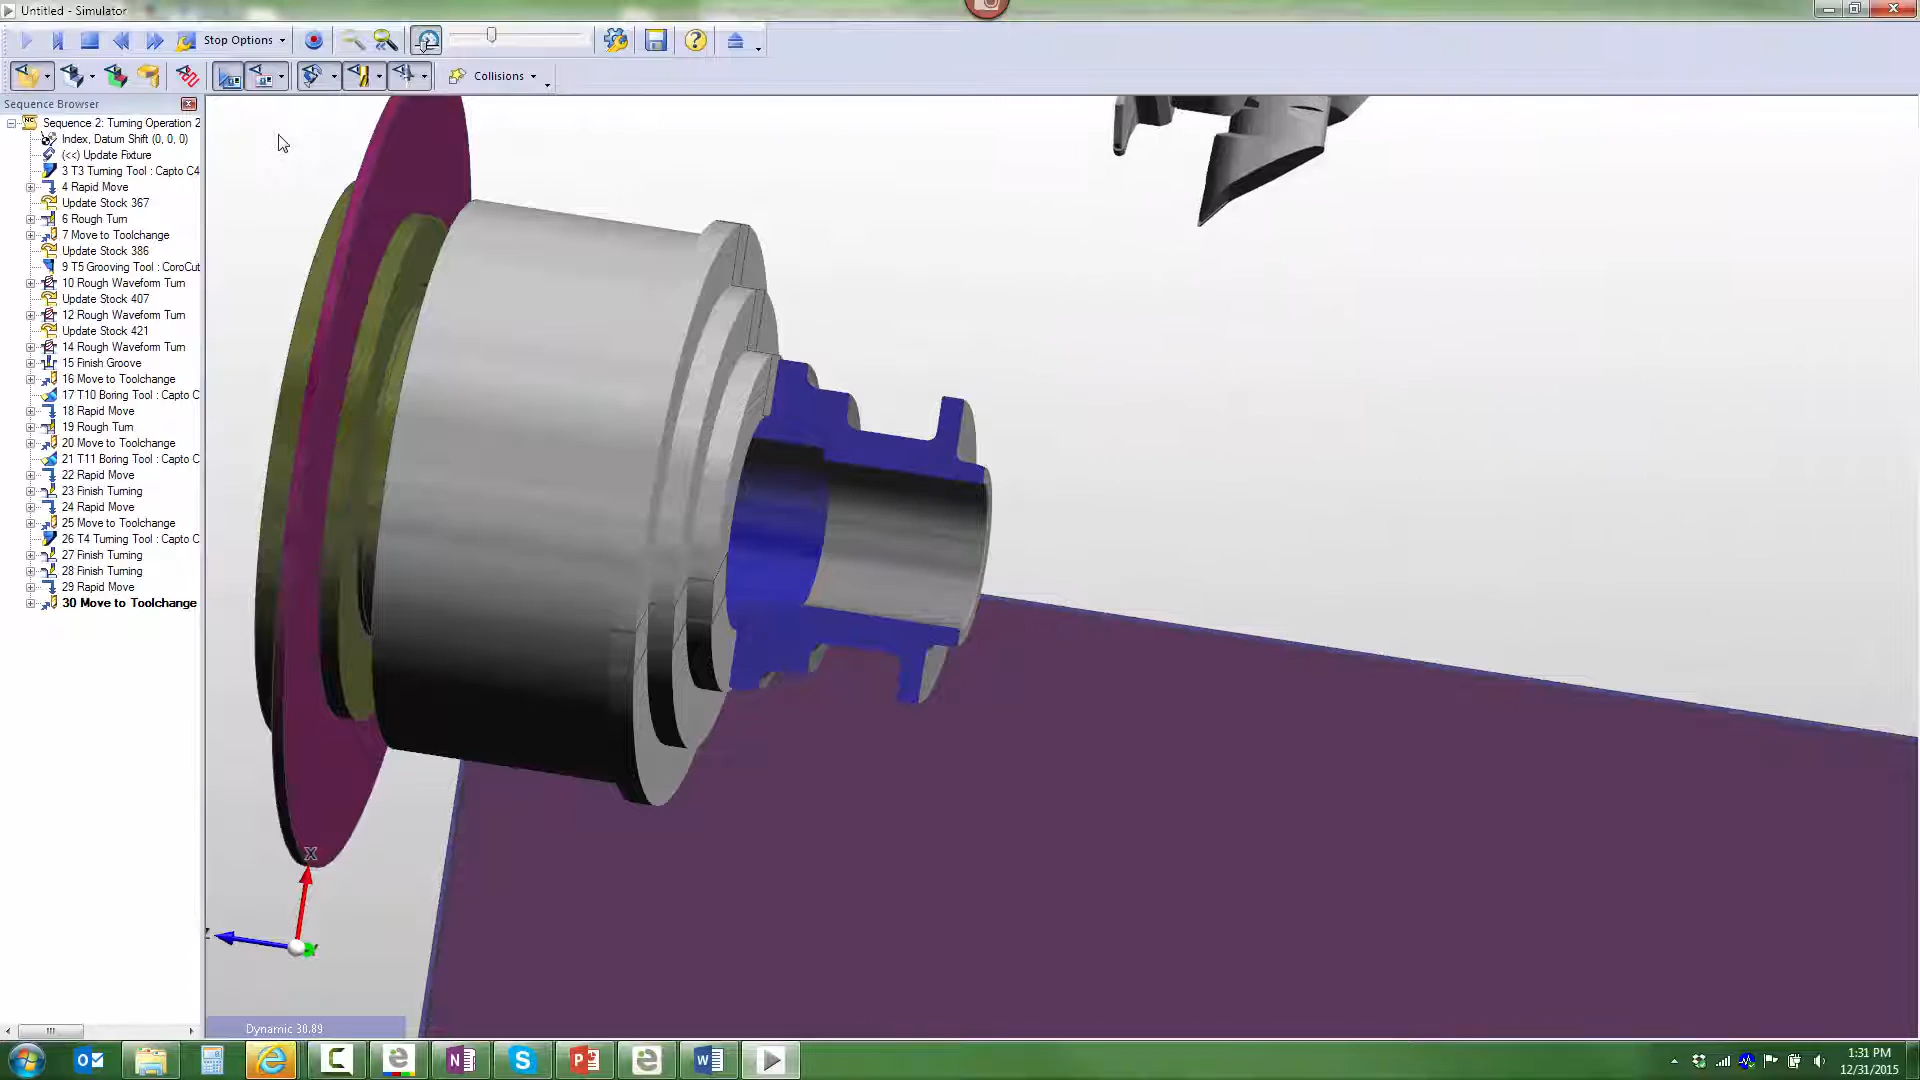 Untitled - Simulator
Stop Options
Collisions
Sequence Browser
Sequence 2: Turning Operation 2
Index, Datum Shift (0, 0, 0)
(<<) Update Fixture
3 T3 Turning Tool : Capto C4
4 Rapid Move
Update Stock 367
6 Rough Turn
7 Move to Toolchange
Update Stock 386
9 T5 Grooving Tool : CoroCut
10 Rough Waveform Turn
Update Stock 407
12 Rough Waveform Turn
Update Stock 421
14 Rough Waveform Turn
15 Finish Groove
16 Move to Toolchange
17 T10 Boring Tool : Capto C
18 Rapid Move
19 Rough Turn
20 Move to Toolchange
21 T11 Boring Tool : Capto C
22 Rapid Move
23 Finish Turning
24 Rapid Move
25 Move to Toolchange
26 T4 Turning Tool : Capto C
27 Finish Turning
28 Finish Turning
29 Rapid Move
30 Move to Toolchange
X
Dynamic 30.89
1:31 PM
12/31/2015